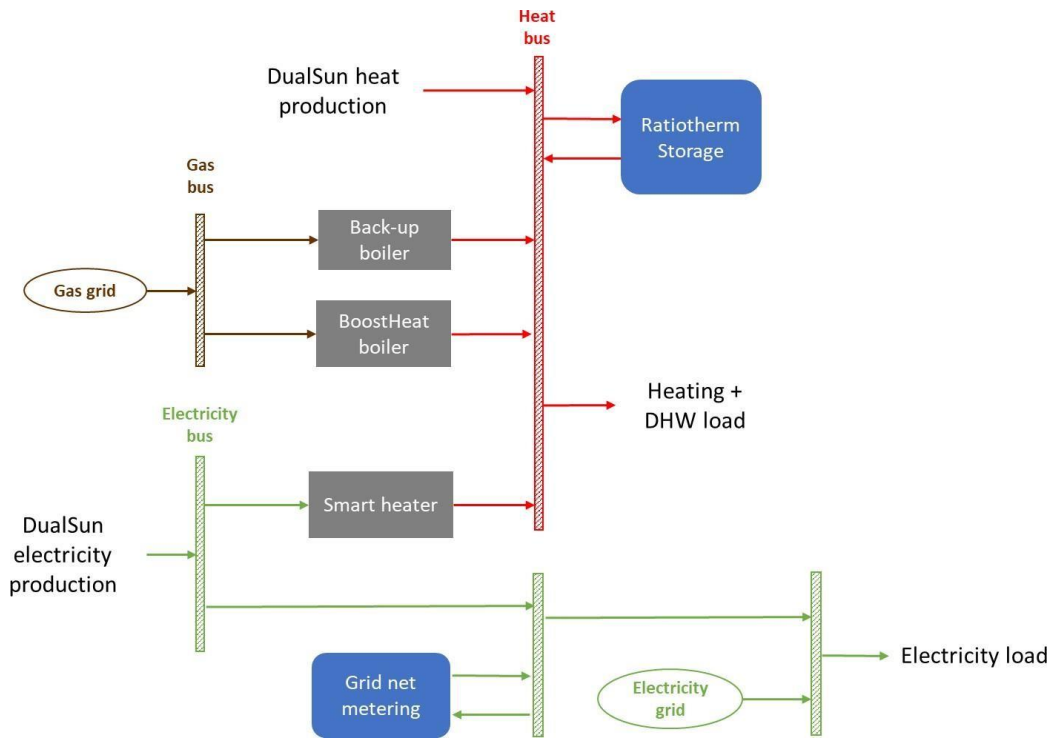 Heat
bus
DualSun heat
production
Ratiotherm
Storage
Gas
bus
Back-up
boiler
Gas grid
BoostHeat
boiler
Heating +
DHW load
Electricity
bus
Smart heater
DualSun
electricity
production
Electricity load
Grid net
metering
Electricity
grid